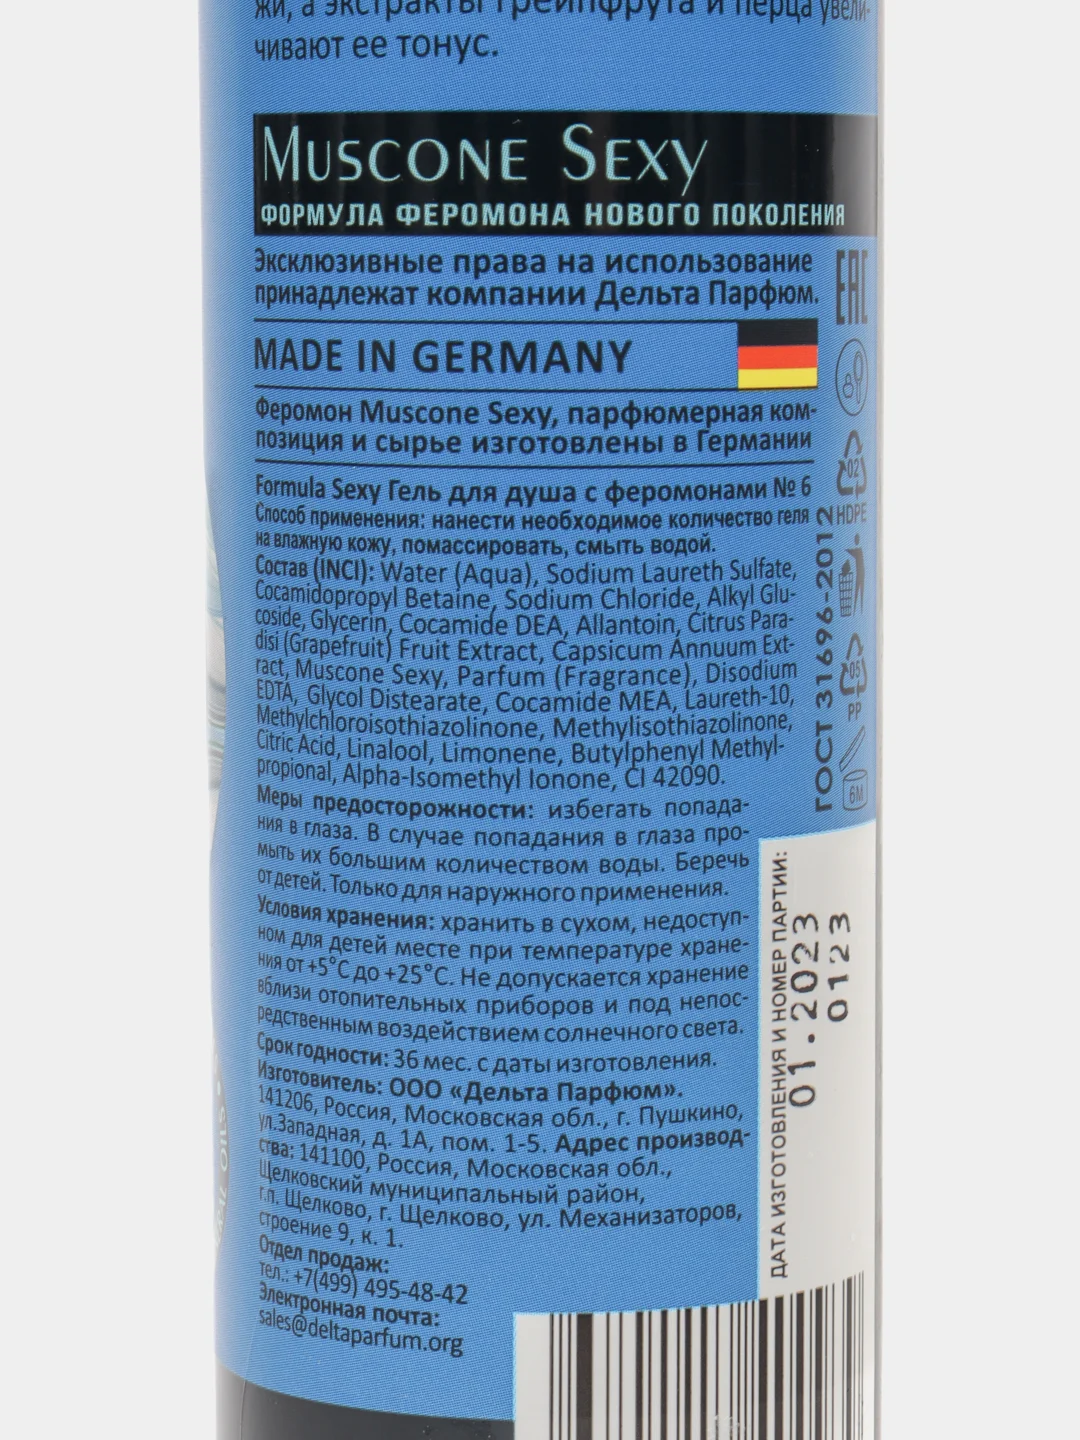 жи, а экстракты грейпфрута и перца увели-
чивают ее тонус.
MUSCONE SEXY
ФОРМУЛА ФЕРОМОНА НОВОГО ПОКОЛЕНИЯ
Эксклюзивные права на использование
принадлежат компании Дельта Парфюм.
MADE IN GERMANY
Феромон Muscone Sexy, парфюмерная ком-
позиция и сырье изготовлены в Германии
Formula Sexy Гель для душа с феромонами № 6
Способ применения: нанести необходимое количество геля
на влажную кожу, помассировать, смыть водой.
Состав (INCI): Water (Aqua), Sodium Laureth Sulfate,
Cocamidopropyl Betaine, Sodium Chloride, Alkyl Glu-
coside, Glycerin, Cocamide DEA, Allantoin, Citrus Para-
disi (Grapefruit) Fruit Extract, Capsicum Annuum Ext-
ract, Muscone Sexy, Parfum (Fragrance), Disodium
EDTA, Glycol Distearate, Cocamide MEA, Laureth-10,
Methylchloroisothiazolinone, Methylisothiazolinone,
Citric Acid, Linalool, Limonene, Butylphenyl Methyl-
propional, Alpha-Isomethyl Ionone, CI 42090.
Меры предосторожности: избегать попада-
ния в глаза. В случае попадания в глаза про-
мыть их большим количеством воды. Беречь
от детей. Только для наружного применения.
Условия хранения: хранить в сухом, недоступ-
ном для детей месте при температуре хране-
ния от +5°С до +25°С. Не допускается хранение
вблизи отопительных приборов и под непос-
редственным воздействием солнечного света.
Срок годности: 36 мес. с даты изготовления.
Изготовитель: ООО «Дельта Парфюм».
141206, Россия, Московская обл., г. Пушкино,
ул.Западная, д. 1А, пом. 1-5. Адрес производ-
ства: 141100, Россия, Московская обл.,
Щелковский муниципальный район,
г.п. Щелково, г. Щелково, ул. Механизаторов,
строение 9, к. 1.
Отдел продаж:
тел.: +7(499) 495-48-42
Электронная почта:
sales@deltaparfum.org
EAC
02
HDPE
05
PP
6M
ГОСТ 31696-2012
ДАТА ИЗГОТОВЛЕНИЯ И НОМЕР ПАРТИИ:
01.2023
0123